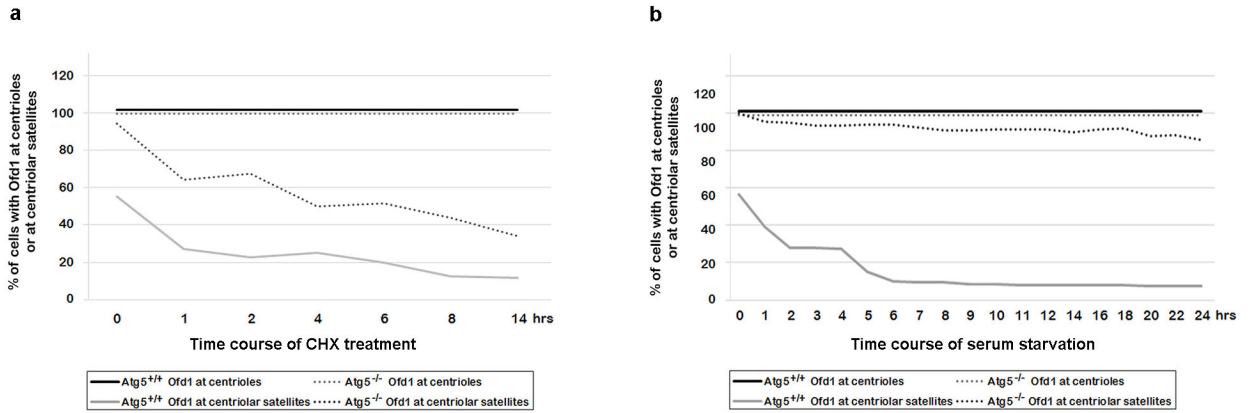 a
% of cells with Ofd1 at centrioles
or at centriolar satellites
120
100
80
60
40
20
0
0 1 2 4 6 8 14 hrs
Time course of CHX treatment
Atg5+/+ Ofd1 at centrioles
Atg5-/- Ofd1 at centrioles
Atg5+/+ Ofd1 at centriolar satellites
Atg5-/- Ofd1 at centriolar satellites
b
% of cells with Ofd1 at centrioles
or at centriolar satellites
120
100
80
60
40
20
0
0 1 2 3 4 5 6 7 8 9 10 11 12 14 16 18 20 22 24 hrs
Time course of serum starvation
Atg5+/+ Ofd1 at centrioles
Atg5-/- Ofd1 at centrioles
Atg5+/+ Ofd1 at centriolar satellites
Atg5-/- Ofd1 at centriolar satellites